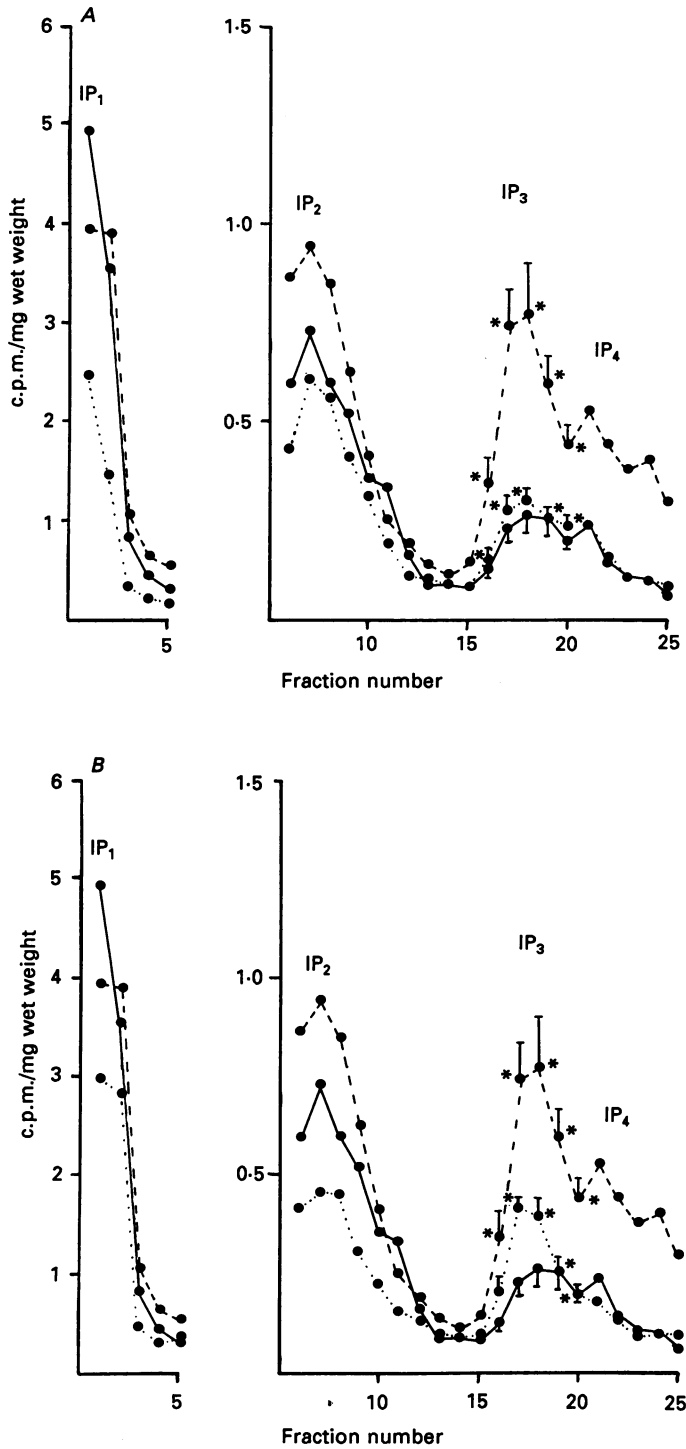 A
6
5
4
3
2
1
c.p.m./mg wet weight
IP₁
5
1·5
1·0
0·5
IP₂
IP₃
IP₄
* * * * *
* * * * *
10
15
20
25
Fraction number
B
6
5
4
3
2
1
c.p.m./mg wet weight
IP₁
5
1·5
1·0
0·5
IP₂
IP₃
IP₄
* * * * *
* * * *
10
15
20
25
Fraction number